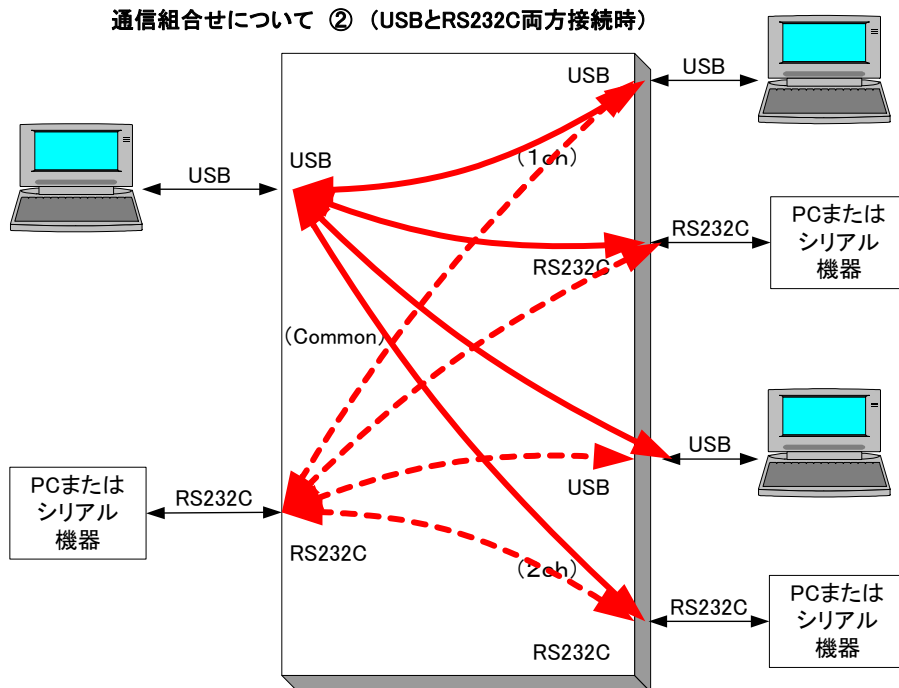 通信組合せについて ② (USBとRS232C両方接続時)
USB
USB
USB
USB
(1ch)
RS232C
PCまたは
シリアル
機器
RS232C
(Common)
USB
USB
PCまたは
シリアル
機器
RS232C
RS232C
(2ch)
RS232C
PCまたは
シリアル
機器
RS232C